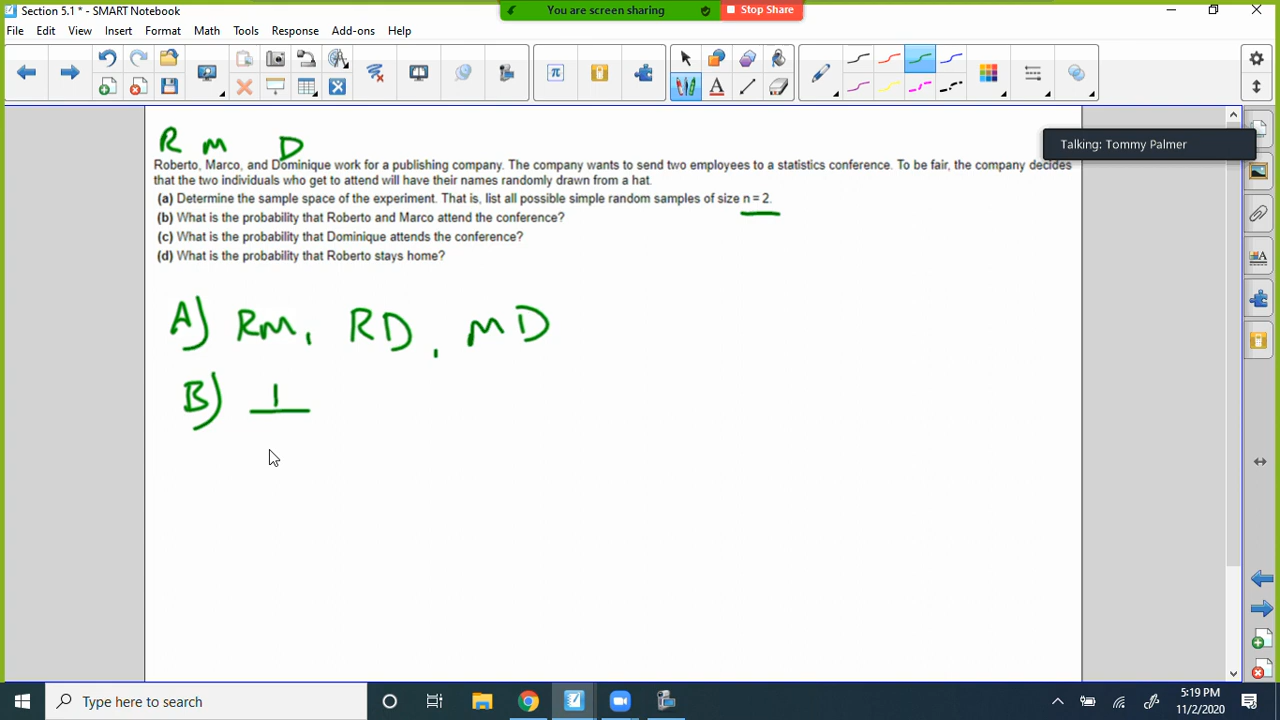 Section 5.1 * - SMART Notebook
You are screen sharing
Stop Share
File Edit View Insert Format Math Tools Response Add-ons Help
Talking: Tommy Palmer
R M D
Roberto, Marco, and Dominique work for a publishing company. The company wants to send two employees to a statistics conference. To be fair, the company decides
that the two individuals who get to attend will have their names randomly drawn from a hat.
(a) Determine the sample space of the experiment. That is, list all possible simple random samples of size n = 2.
(b) What is the probability that Roberto and Marco attend the conference?
(c) What is the probability that Dominique attends the conference?
(d) What is the probability that Roberto stays home?
A) RM, RD, MD
B) 1
Type here to search
5:19 PM
11/2/2020